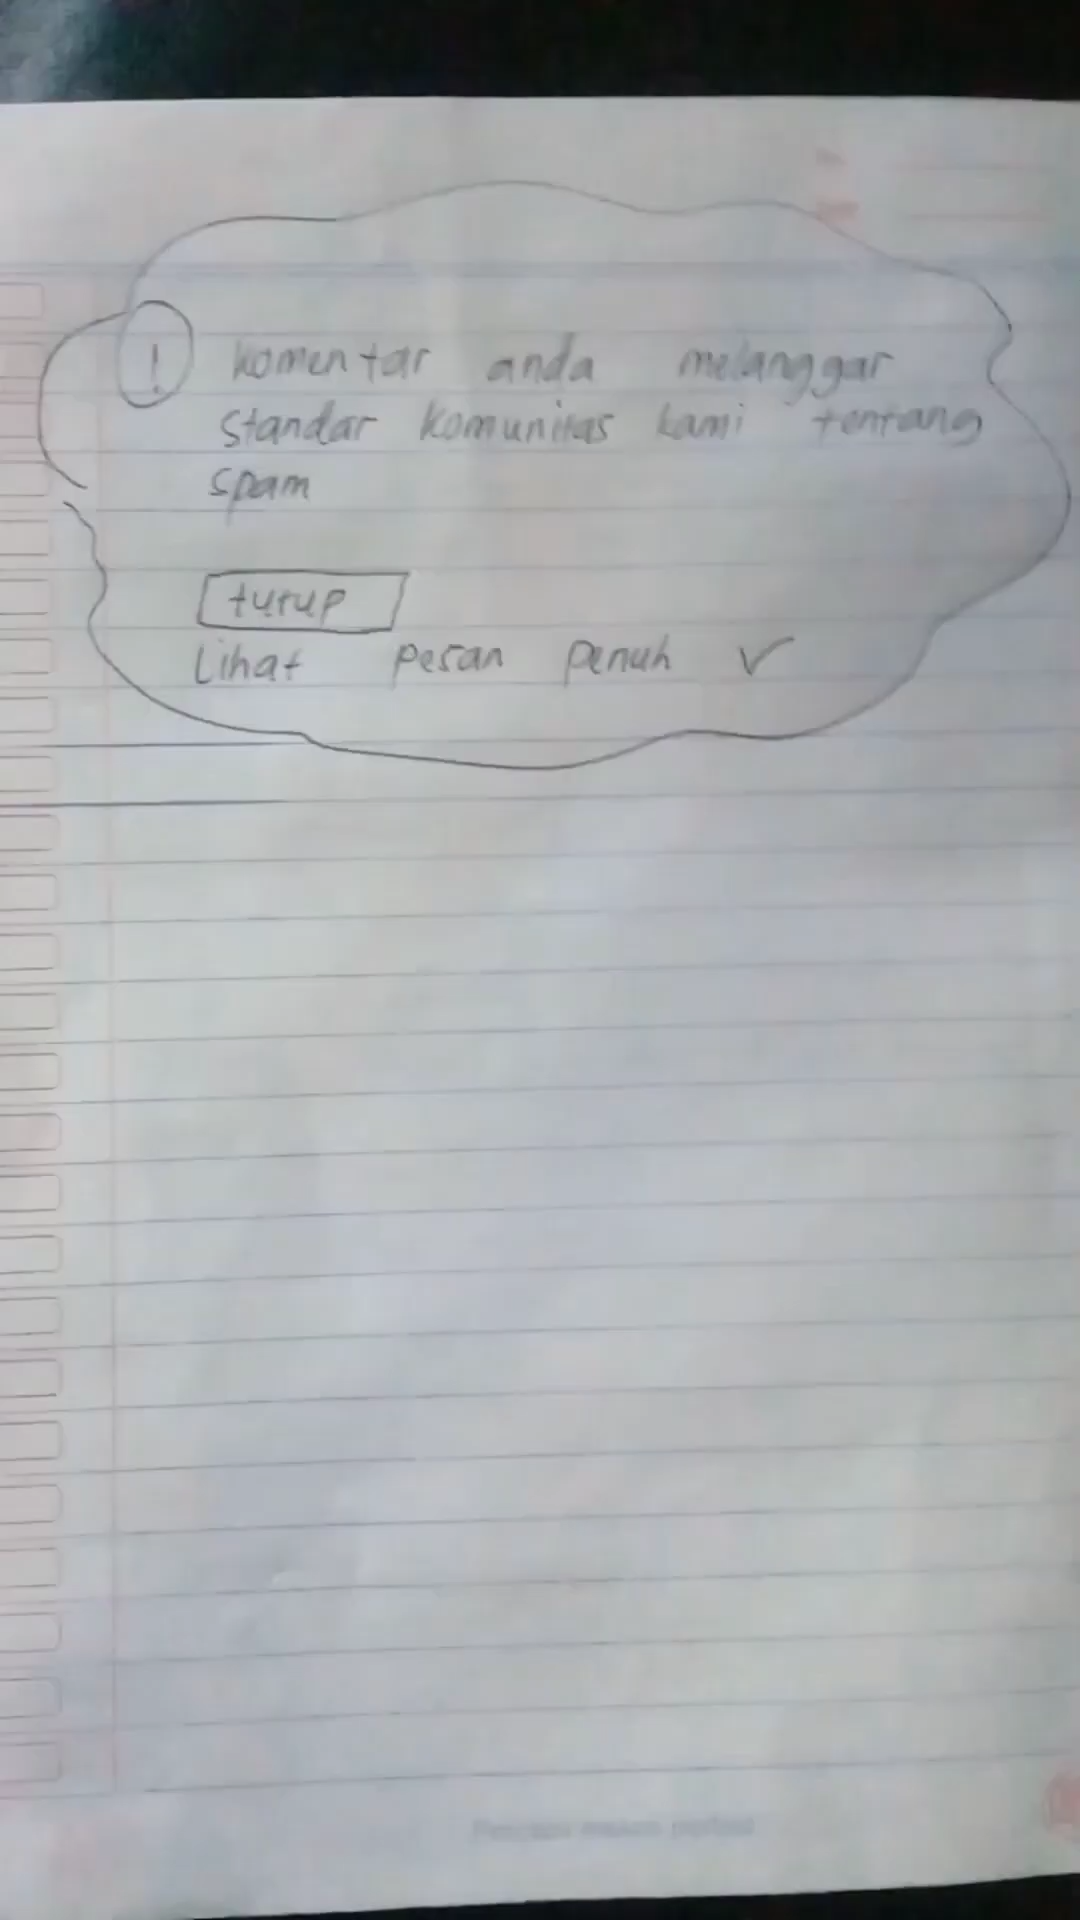 ! komentar anda melanggar
standar komunitas kami tentang
spam
tutup
Lihat pesan penuh